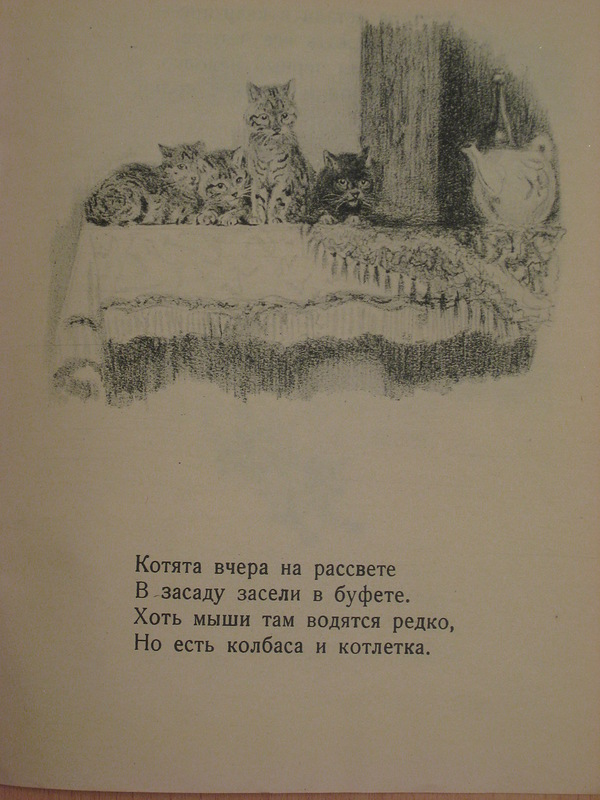 Котята вчера на рассвете
В засаду засели в буфете.
Хоть мыши там водятся редко,
Но есть колбаса и котлетка.